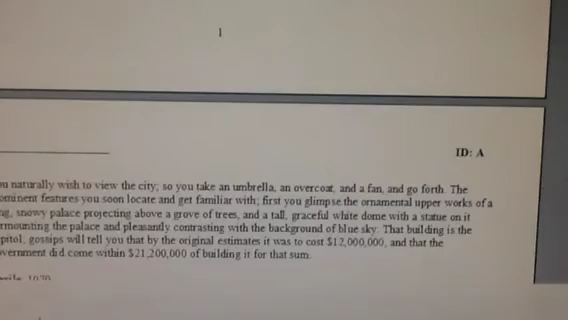 1
ID: A
u naturally wish to view the city; so you take an umbrella, an overcoat, and a fan, and go forth. The
ominent features you soon locate and get familiar with; first you glimpse the ornamental upper works of a
ng, snowy palace projecting above a grove of trees, and a tall, graceful white dome with a statue on it
rmounting the palace and pleasantly contrasting with the background of blue sky. That building is the
pitol; gossips will tell you that by the original estimates it was to cost $12,000,000, and that the
vernment did come within $21,200,000 of building it for that sum.